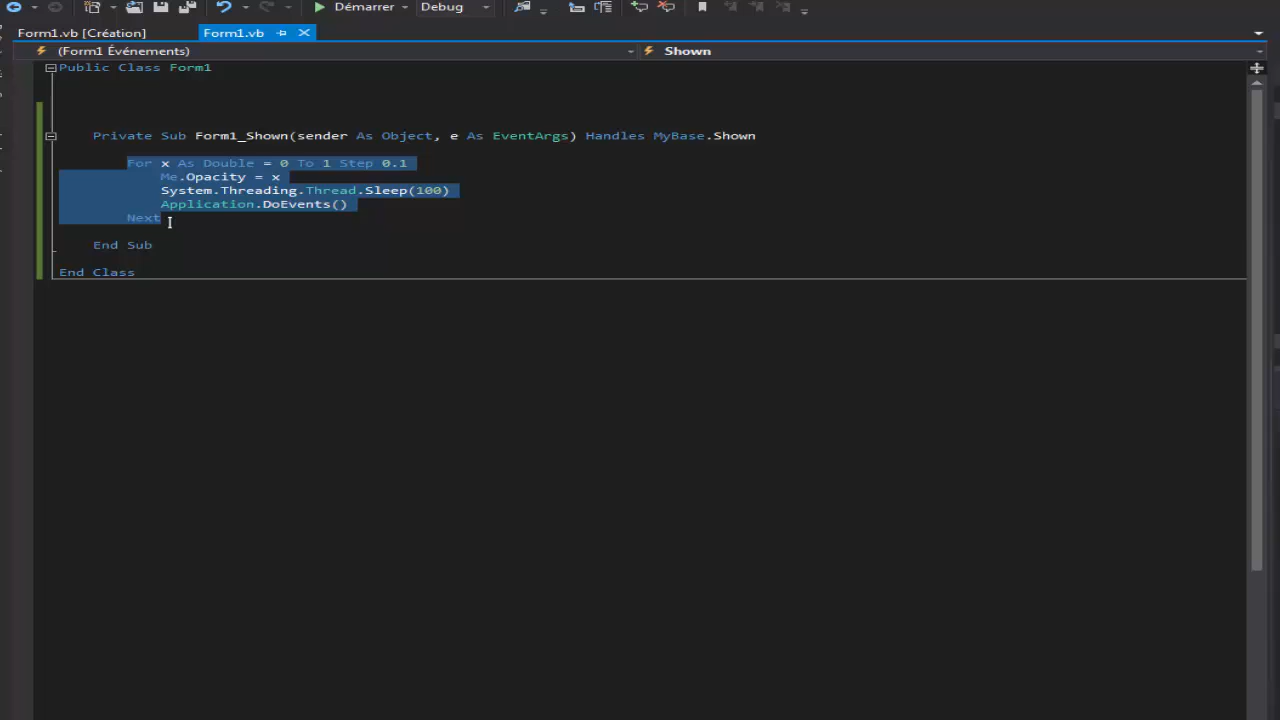 Démarrer Debug
Form1.vb [Création] Form1.vb
(Form1 Événements) Shown
Public Class Form1
Private Sub Form1_Shown(sender As Object, e As EventArgs) Handles MyBase.Shown
For x As Double = 0 To 1 Step 0.1
Me.Opacity = x
System.Threading.Thread.Sleep(100)
Application.DoEvents()
Next
End Sub
End Class